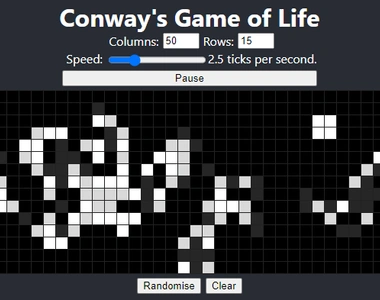 Conway's Game of Life
Columns: 50 Rows: 15
Speed: 2.5 ticks per second.
Pause
Randomise Clear